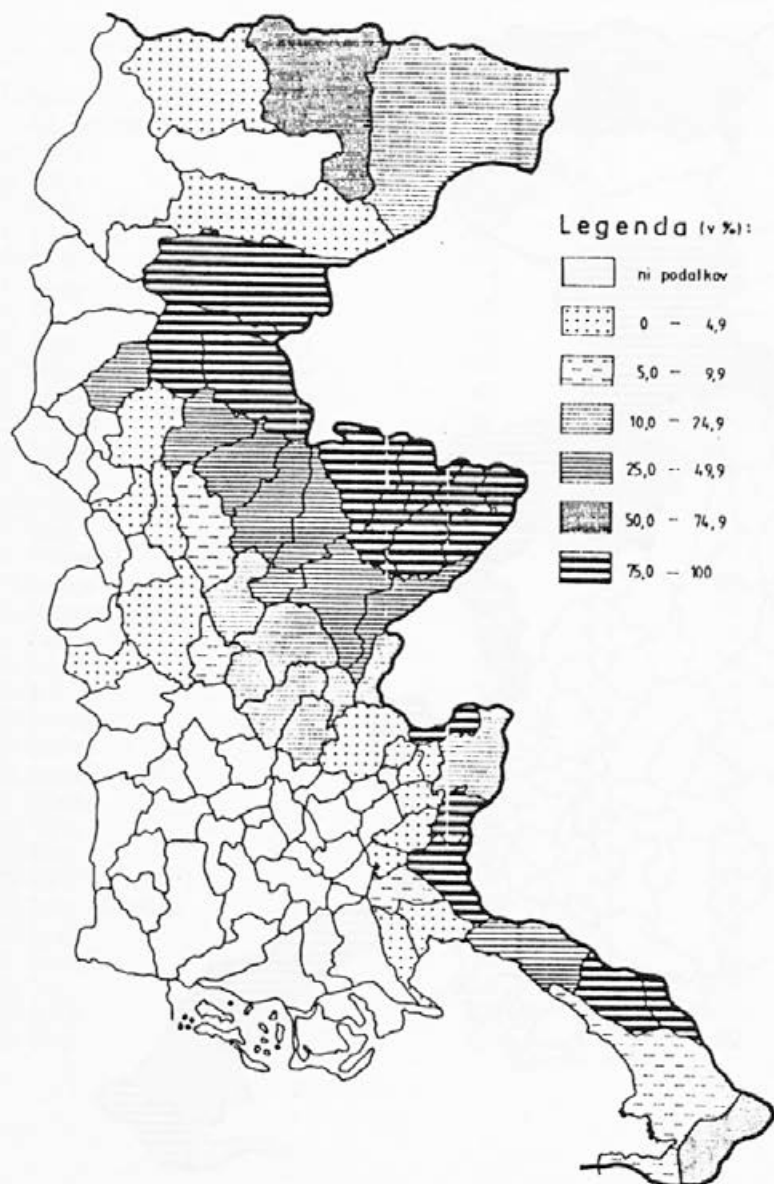 Legenda (v %):
ni podatkov
0 - 4,9
5,0 - 9,9
10,0 - 24,9
25,0 - 49,9
50,0 - 74,9
75,0 - 100